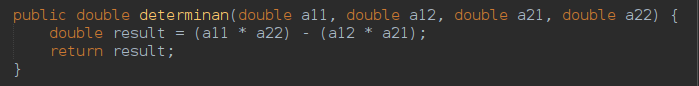 public double determinan(double a11, double a12, double a21, double a22) {
    double result = (a11 * a22) - (a12 * a21);
    return result;
}